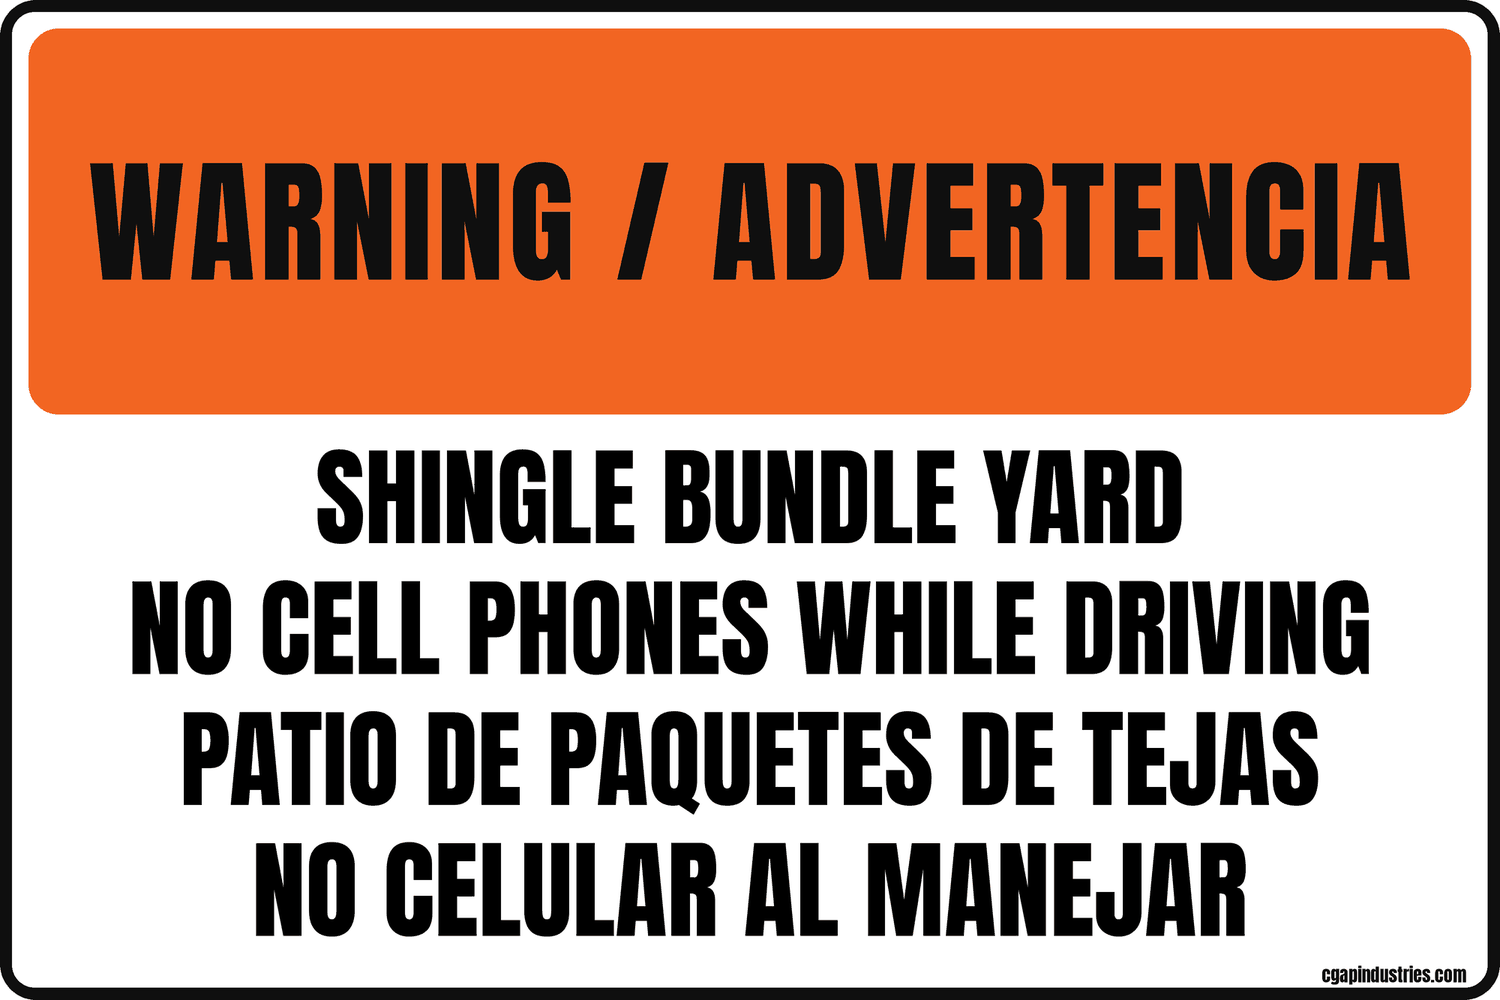 WARNING / ADVERTENCIA
SHINGLE BUNDLE YARD
NO CELL PHONES WHILE DRIVING
PATIO DE PAQUETES DE TEJAS
NO CELULAR AL MANEJAR
cgapindustries.com